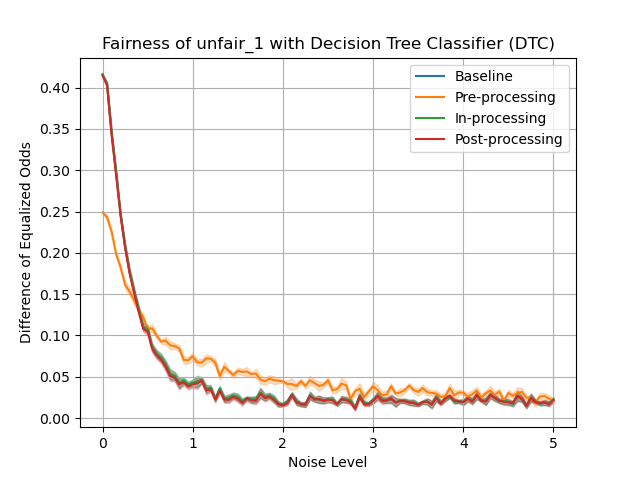 Fairness of unfair_1 with Decision Tree Classifier (DTC)
Baseline
Pre-processing
In-processing
Post-processing
Difference of Equalized Odds
0.40
0.35
0.30
0.25
0.20
0.15
0.10
0.05
0.00
0 1 2 3 4 5
Noise Level